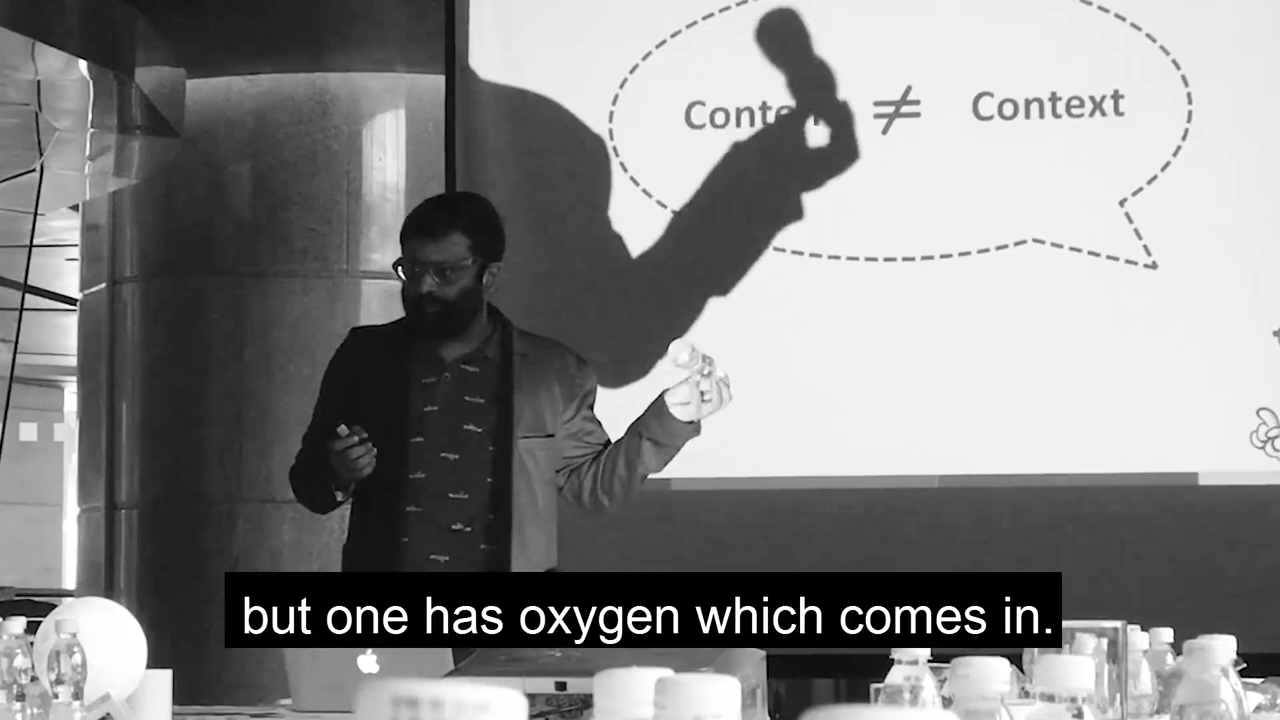 ≠ Context
but one has oxygen which comes in.